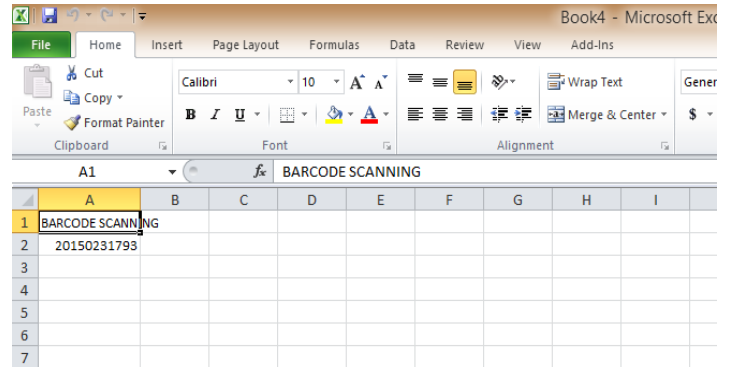 Book4 - Microsoft Exc
File Home Insert Page Layout Formulas Data Review View Add-Ins
Cut
Copy
Format Painter
Paste
Calibri 10 A A
B I U A
Wrap Text
Merge & Center
Gener
$
Clipboard Font Alignment
A1 fx BARCODE SCANNING
A B C D E F G H I
1 BARCODE SCANNING
2 20150231793
3
4
5
6
7